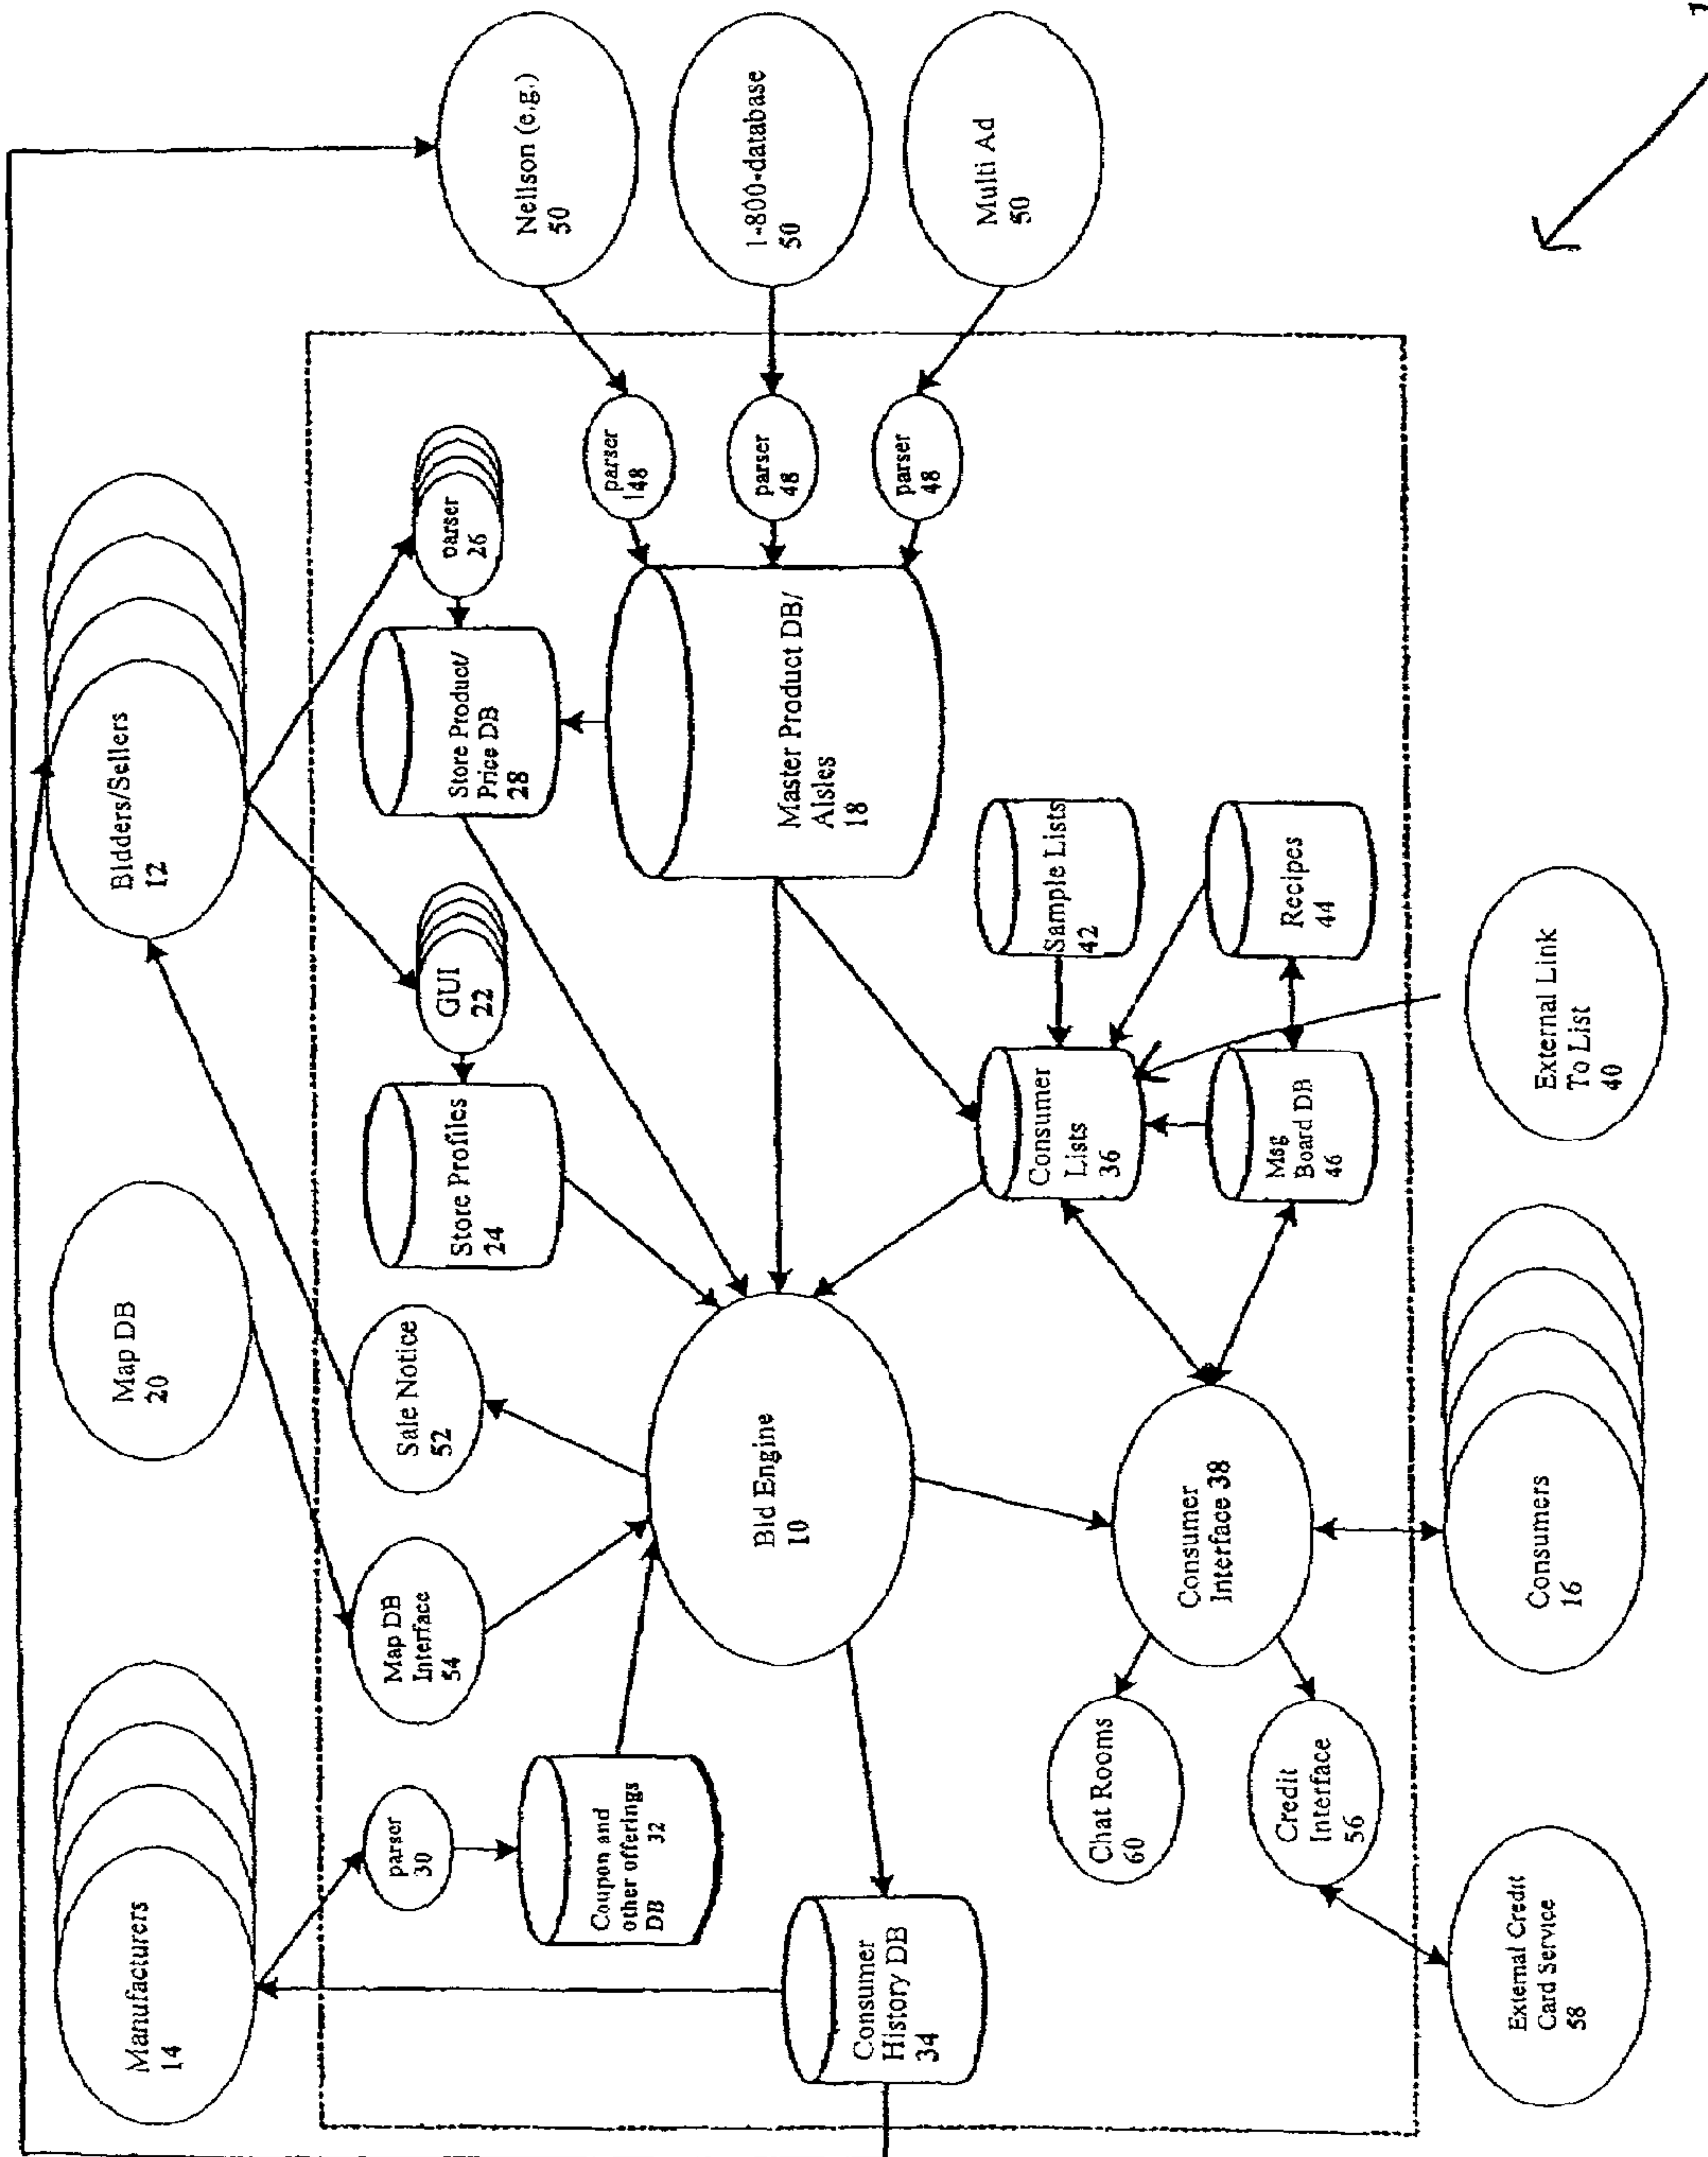 Manufacturers
14
Map DB
20
Bidders/Sellers
12
parser
30
Map DB
Interface
54
Sale Notice
52
Store Profiles
24
GUI
22
Store Product/
Price DB
28
parser
26
Nellson (e.g.)
50
Coupon and
other offerings
DB
32
parser
148
Bid Engine
10
Master Product DB/
Aisles
18
parser
48
1-800-database
50
Consumer
History DB
34
parser
48
Multi Ad
50
Chat Rooms
60
Consumer
Interface 38
Consumer
Lists
36
Sample Lists
42
Credit
Interface
56
Msg
Board DB
46
Recipes
44
External Credit
Card Service
58
Consumers
16
External Link
To List
40